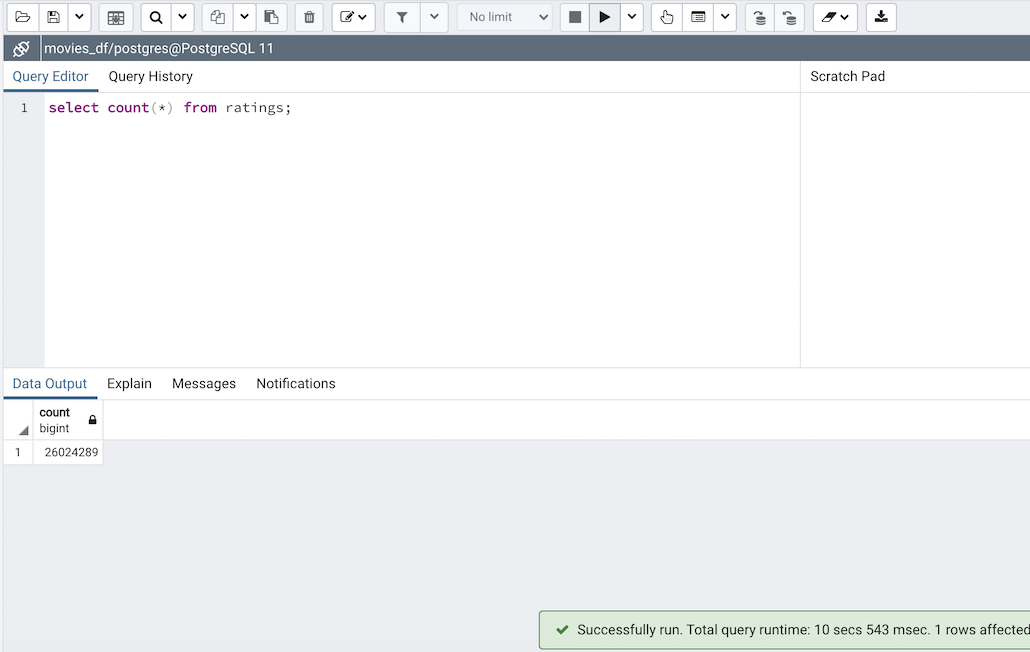 No limit
movies_df/postgres@PostgreSQL 11
Query Editor Query History Scratch Pad
1 select count(*) from ratings;
Data Output Explain Messages Notifications
count
bigint
1 26024289
Successfully run. Total query runtime: 10 secs 543 msec. 1 rows affected